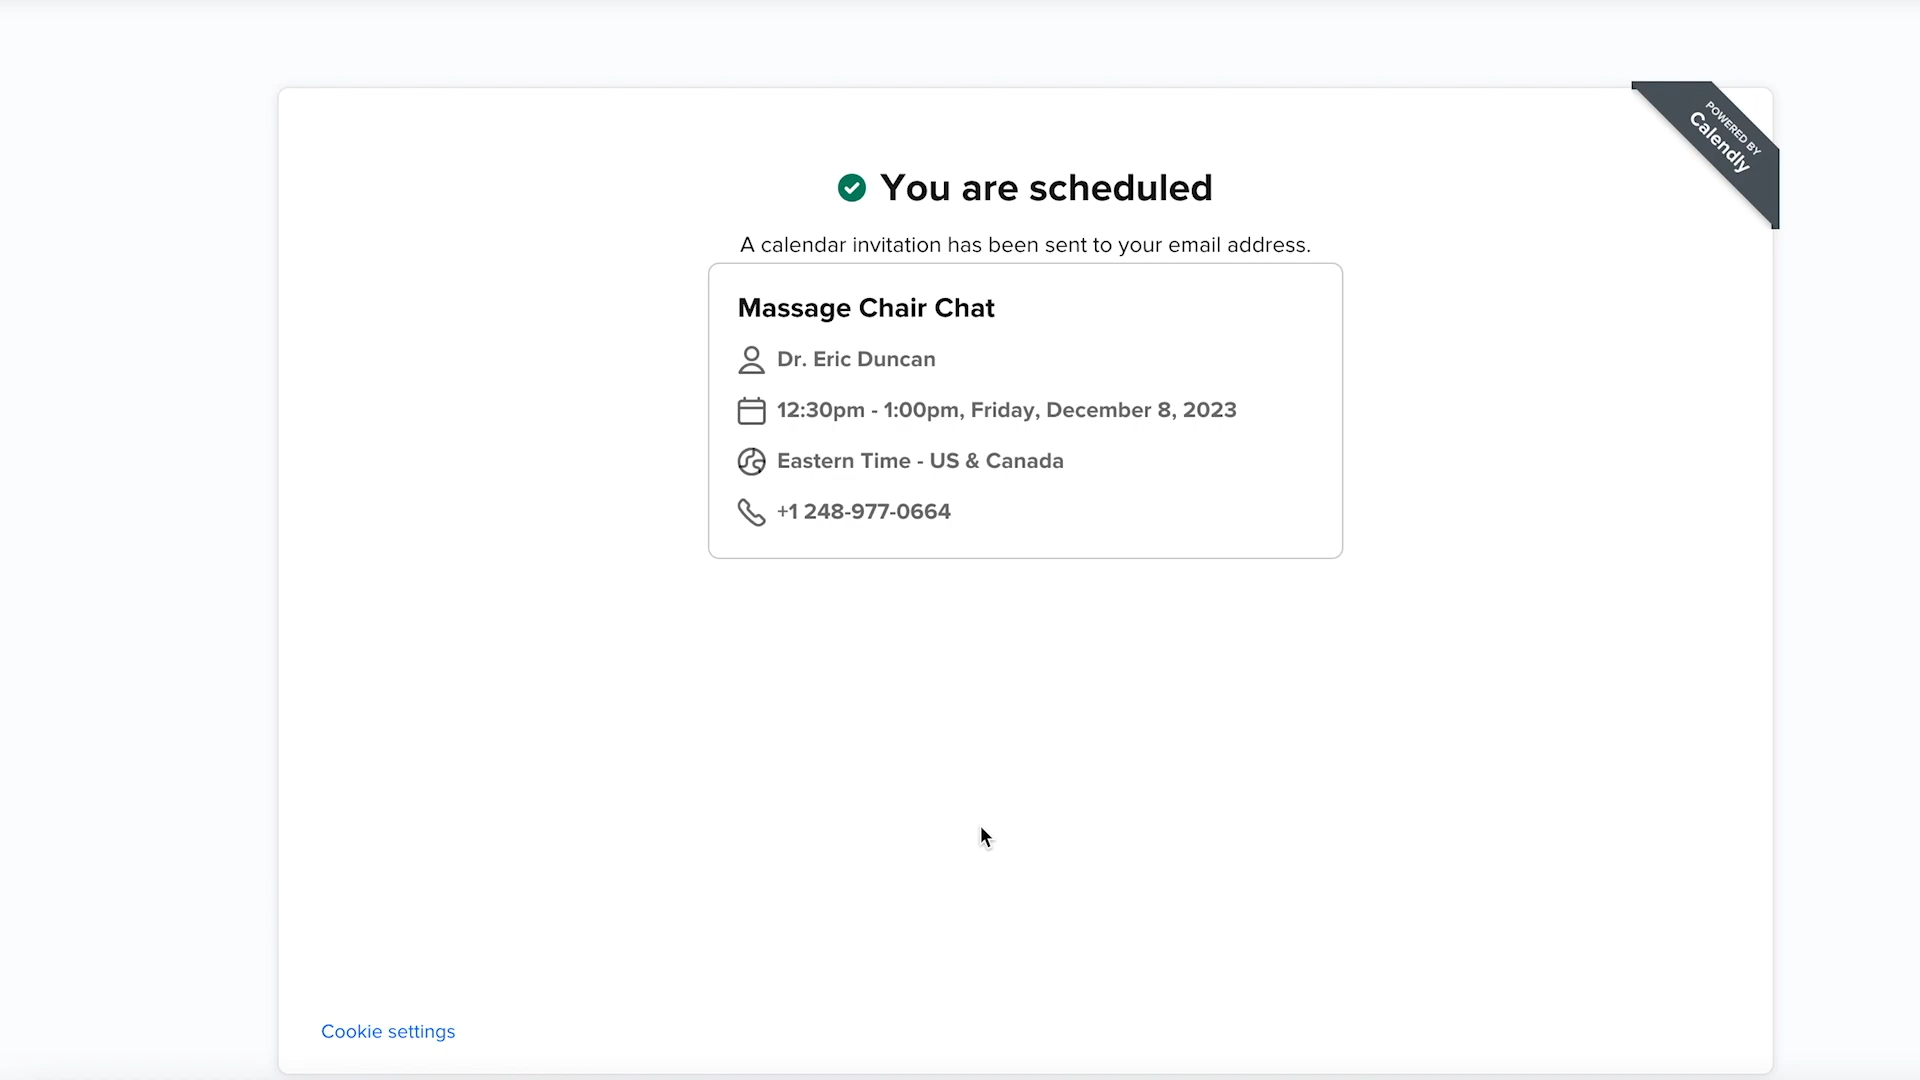 POWERED BY
Calendly
You are scheduled
A calendar invitation has been sent to your email address.
Massage Chair Chat
Dr. Eric Duncan
12:30pm - 1:00pm, Friday, December 8, 2023
Eastern Time - US & Canada
+1 248-977-0664
Cookie settings